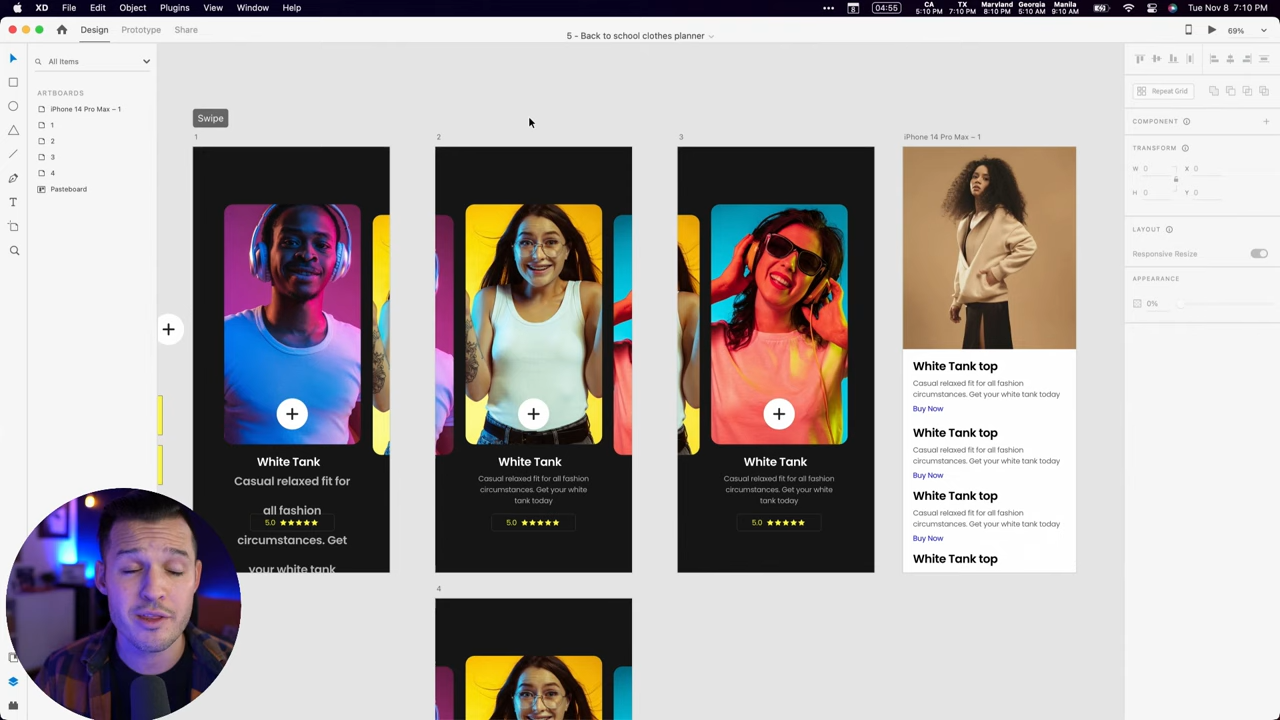 XD File Edit Object Plugins View Window Help
8 04:55 CA 5:10 PM TX 7:10 PM Maryland 8:10 PM Georgia 5:10 AM Manila 9:10 AM Tue Nov 8 7:10 PM
Design Prototype Share
5 - Back to school clothes planner
69%
All Items
ARTBOARDS
iPhone 14 Pro Max – 1
1
2
3
4
Pasteboard
Swipe
1
2
3
iPhone 14 Pro Max – 1
White Tank
Casual relaxed fit for
all fashion
5.0
circumstances. Get
your white tank
White Tank
Casual relaxed fit for all fashion
circumstances. Get your white
tank today
5.0
White Tank
Casual relaxed fit for all fashion
circumstances. Get your white
tank today
5.0
White Tank top
Casual relaxed fit for all fashion
circumstances. Get your white tank today
Buy Now
White Tank top
Casual relaxed fit for all fashion
circumstances. Get your white tank today
Buy Now
White Tank top
Casual relaxed fit for all fashion
circumstances. Get your white tank today
Buy Now
White Tank top
4
Repeat Grid
COMPONENT
TRANSFORM
W 0 X 0
H 0 Y 0
LAYOUT
Responsive Resize
APPEARANCE
0%